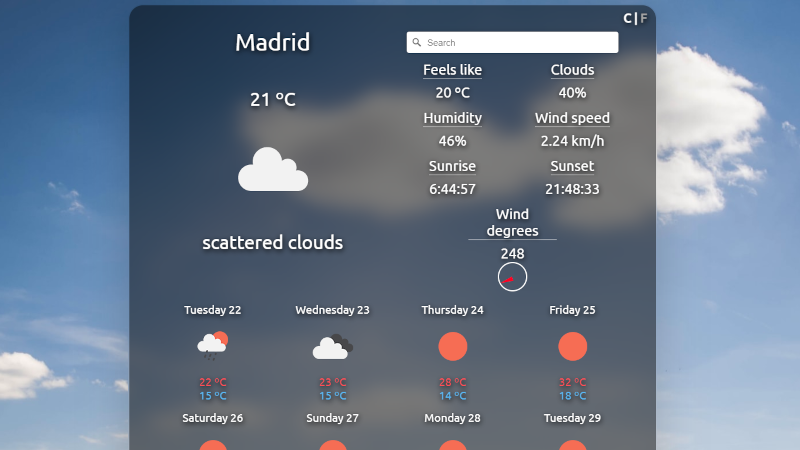 C | F
Madrid
Search
21 ºC
scattered clouds
Feels like
20 ºC
Clouds
40%
Humidity
46%
Wind speed
2.24 km/h
Sunrise
6:44:57
Sunset
21:48:33
Wind
degrees
248
Tuesday 22
22 ºC
15 ºC
Wednesday 23
23 ºC
15 ºC
Thursday 24
28 ºC
14 ºC
Friday 25
32 ºC
18 ºC
Saturday 26
Sunday 27
Monday 28
Tuesday 29